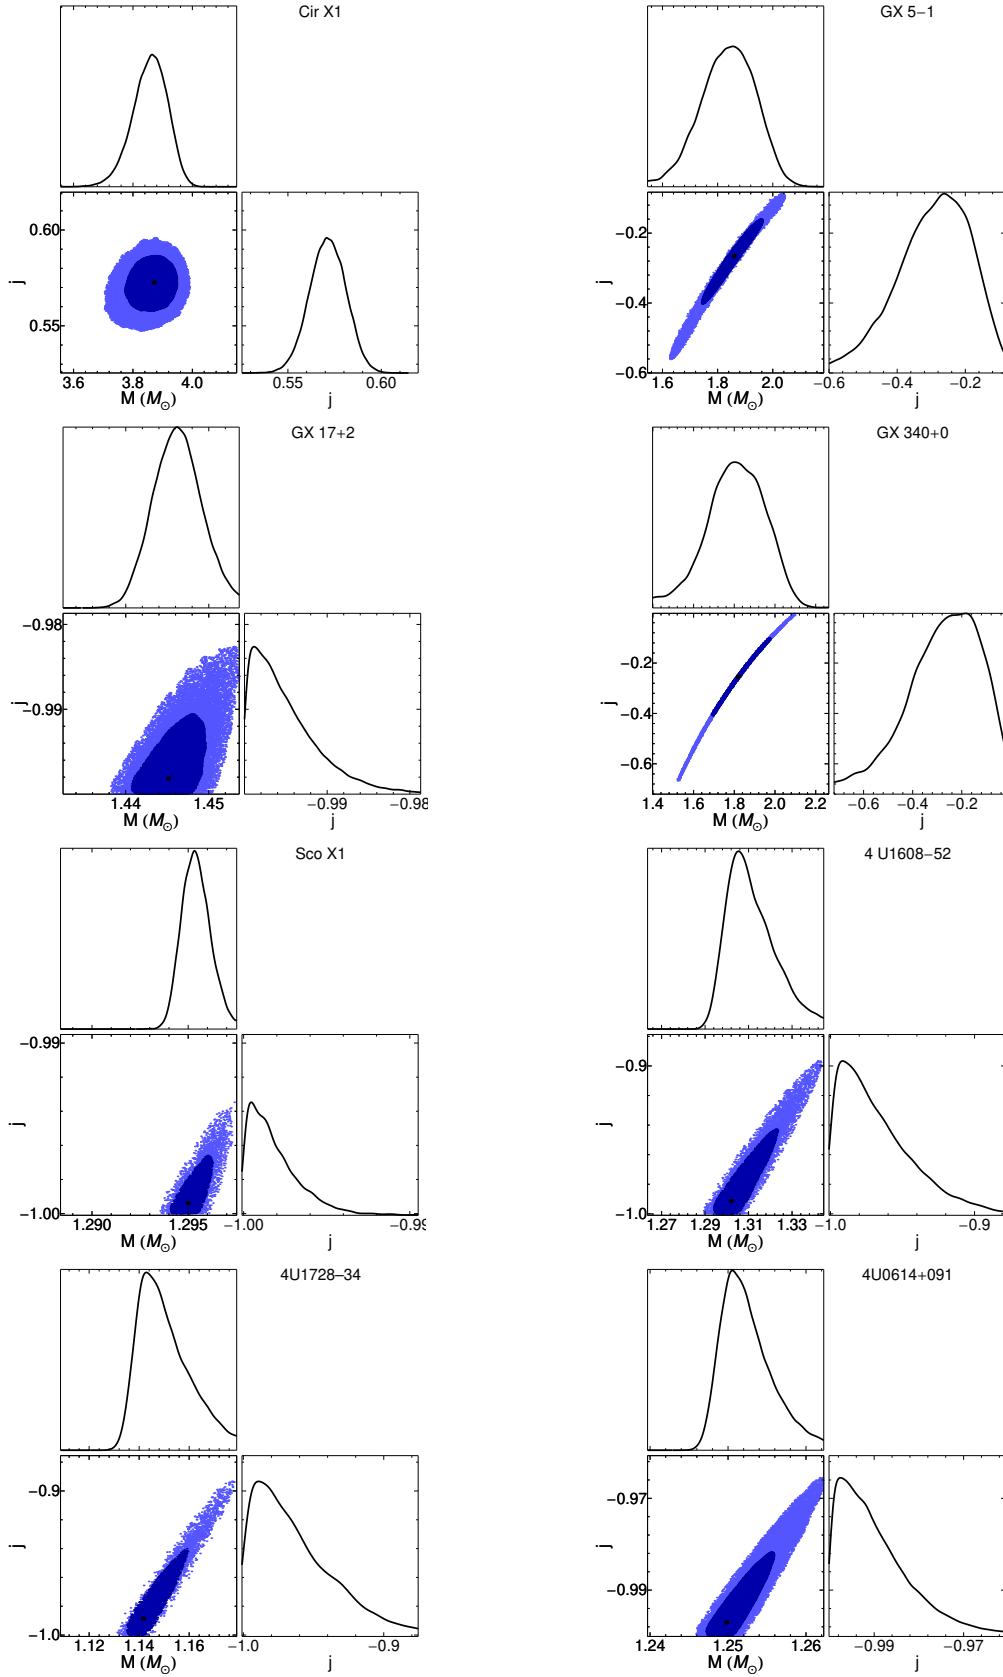 Cir X1
GX 5−1
0.60
0.55
j
3.6 3.8 4.0
M (M⊙)
0.55 0.60
j
−0.2
−0.4
−0.6
j
1.6 1.8 2.0
M (M⊙)
−0.6 −0.4 −0.2
j
GX 17+2
GX 340+0
−0.98
−0.99
j
1.44 1.45
M (M⊙)
−0.99 −0.98
j
−0.2
−0.4
−0.6
j
1.4 1.6 1.8 2.0 2.2
M (M⊙)
−0.6 −0.4 −0.2
j
Sco X1
4 U1608−52
−0.99
−1.00
j
1.290 1.295
M (M⊙)
−1.00 −0.99
j
−0.9
−1.0
j
1.27 1.29 1.31 1.33
M (M⊙)
−1.0 −0.9
j
4U1728−34
4U0614+091
−0.9
−1.0
j
1.12 1.14 1.16
M (M⊙)
−1.0 −0.9
j
−0.97
−0.99
j
1.24 1.25 1.26
M (M⊙)
−0.99 −0.97
j